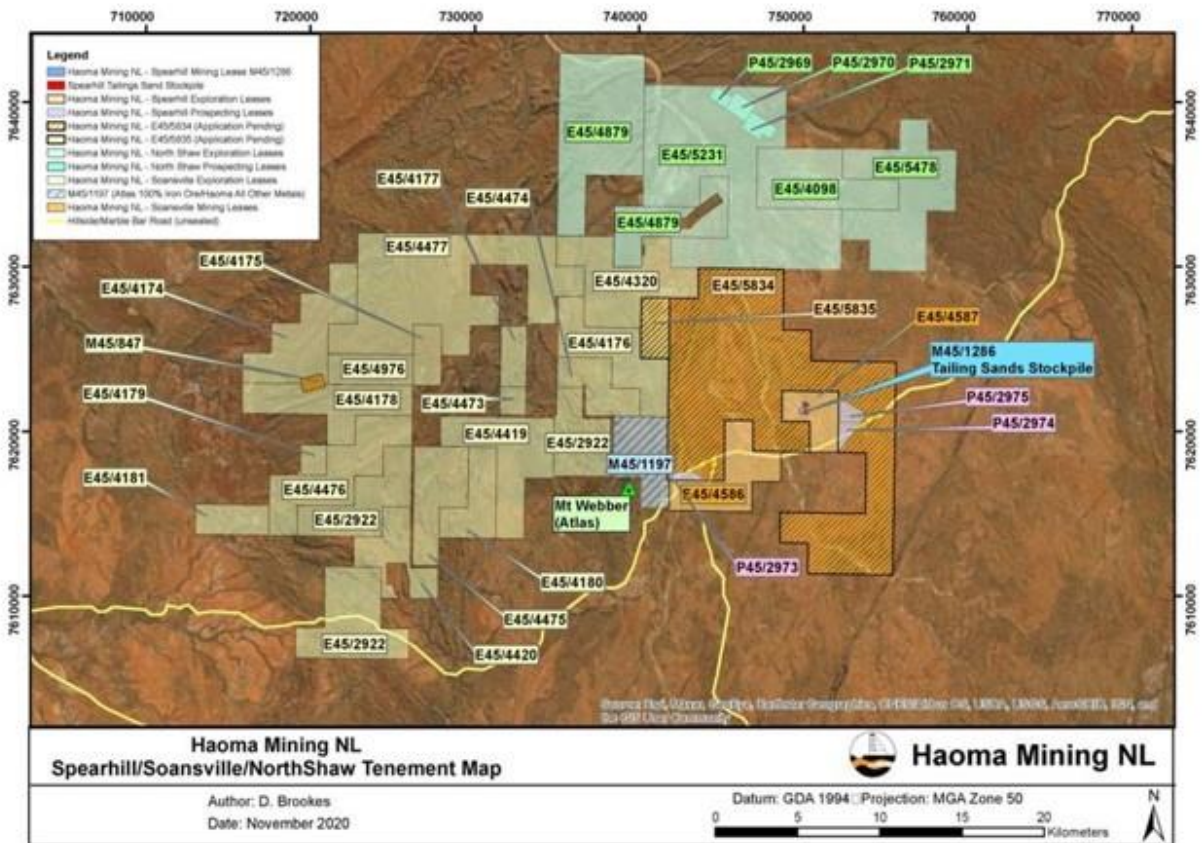 710000 720000 730000 740000 750000 760000 770000
7640000
7630000
7620000
7610000
7640000
7630000
7620000
7610000
Legend
Haoma Mining NL - Spearhill Mining Lease M45/1286
Spearhill Tailings Sand Stockpile
Haoma Mining NL - Spearhill Exploration Leases
Haoma Mining NL - Spearhill Prospecting Leases
Haoma Mining NL - E45/5834 (Application Pending)
Haoma Mining NL - E45/5835 (Application Pending)
Haoma Mining NL - North Shaw Exploration Leases
Haoma Mining NL - North Shaw Prospecting Leases
Haoma Mining NL - Soansville Exploration Leases
M45/1197 (Atlas 100% Iron Ore/Haoma All Other Metals)
Haoma Mining NL - Soansville Mining Leases
Hillside/Marble Bar Road (unsealed)
P45/2969
P45/2970
P45/2971
E45/4879
E45/5231
E45/5478
E45/4098
E45/4879
E45/4177
E45/4474
E45/4477
E45/4175
E45/4320
E45/5834
E45/4174
E45/5835
E45/4587
M45/847
E45/4176
M45/1286
Tailing Sands Stockpile
E45/4976
E45/4179
E45/4178
E45/4473
P45/2975
P45/2974
E45/4419
E45/2922
M45/1197
E45/4181
E45/4476
E45/4586
E45/2922
Mt Webber
(Atlas)
P45/2973
E45/4180
E45/4475
E45/2922
E45/4420
the GIS User Community
Haoma Mining NL
Spearhill/Soansville/NorthShaw Tenement Map
Haoma Mining NL
Author: D. Brookes
Date: November 2020
Datum: GDA 1994 Projection: MGA Zone 50
0 5 10 15 20
Kilometers
N